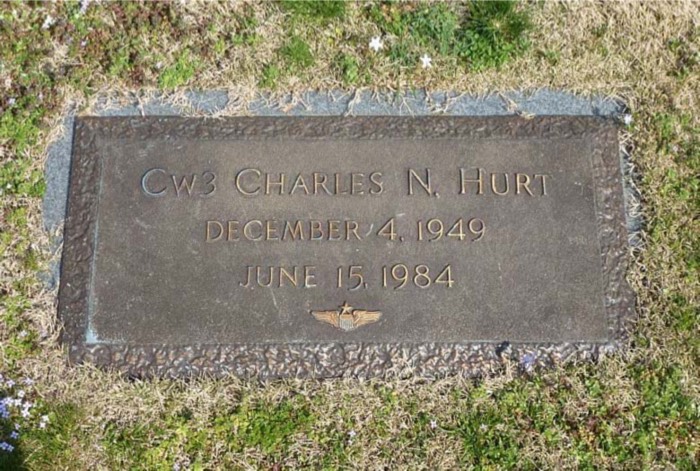 CW3 CHARLES N. HURT
DECEMBER 4, 1949
JUNE 15, 1984